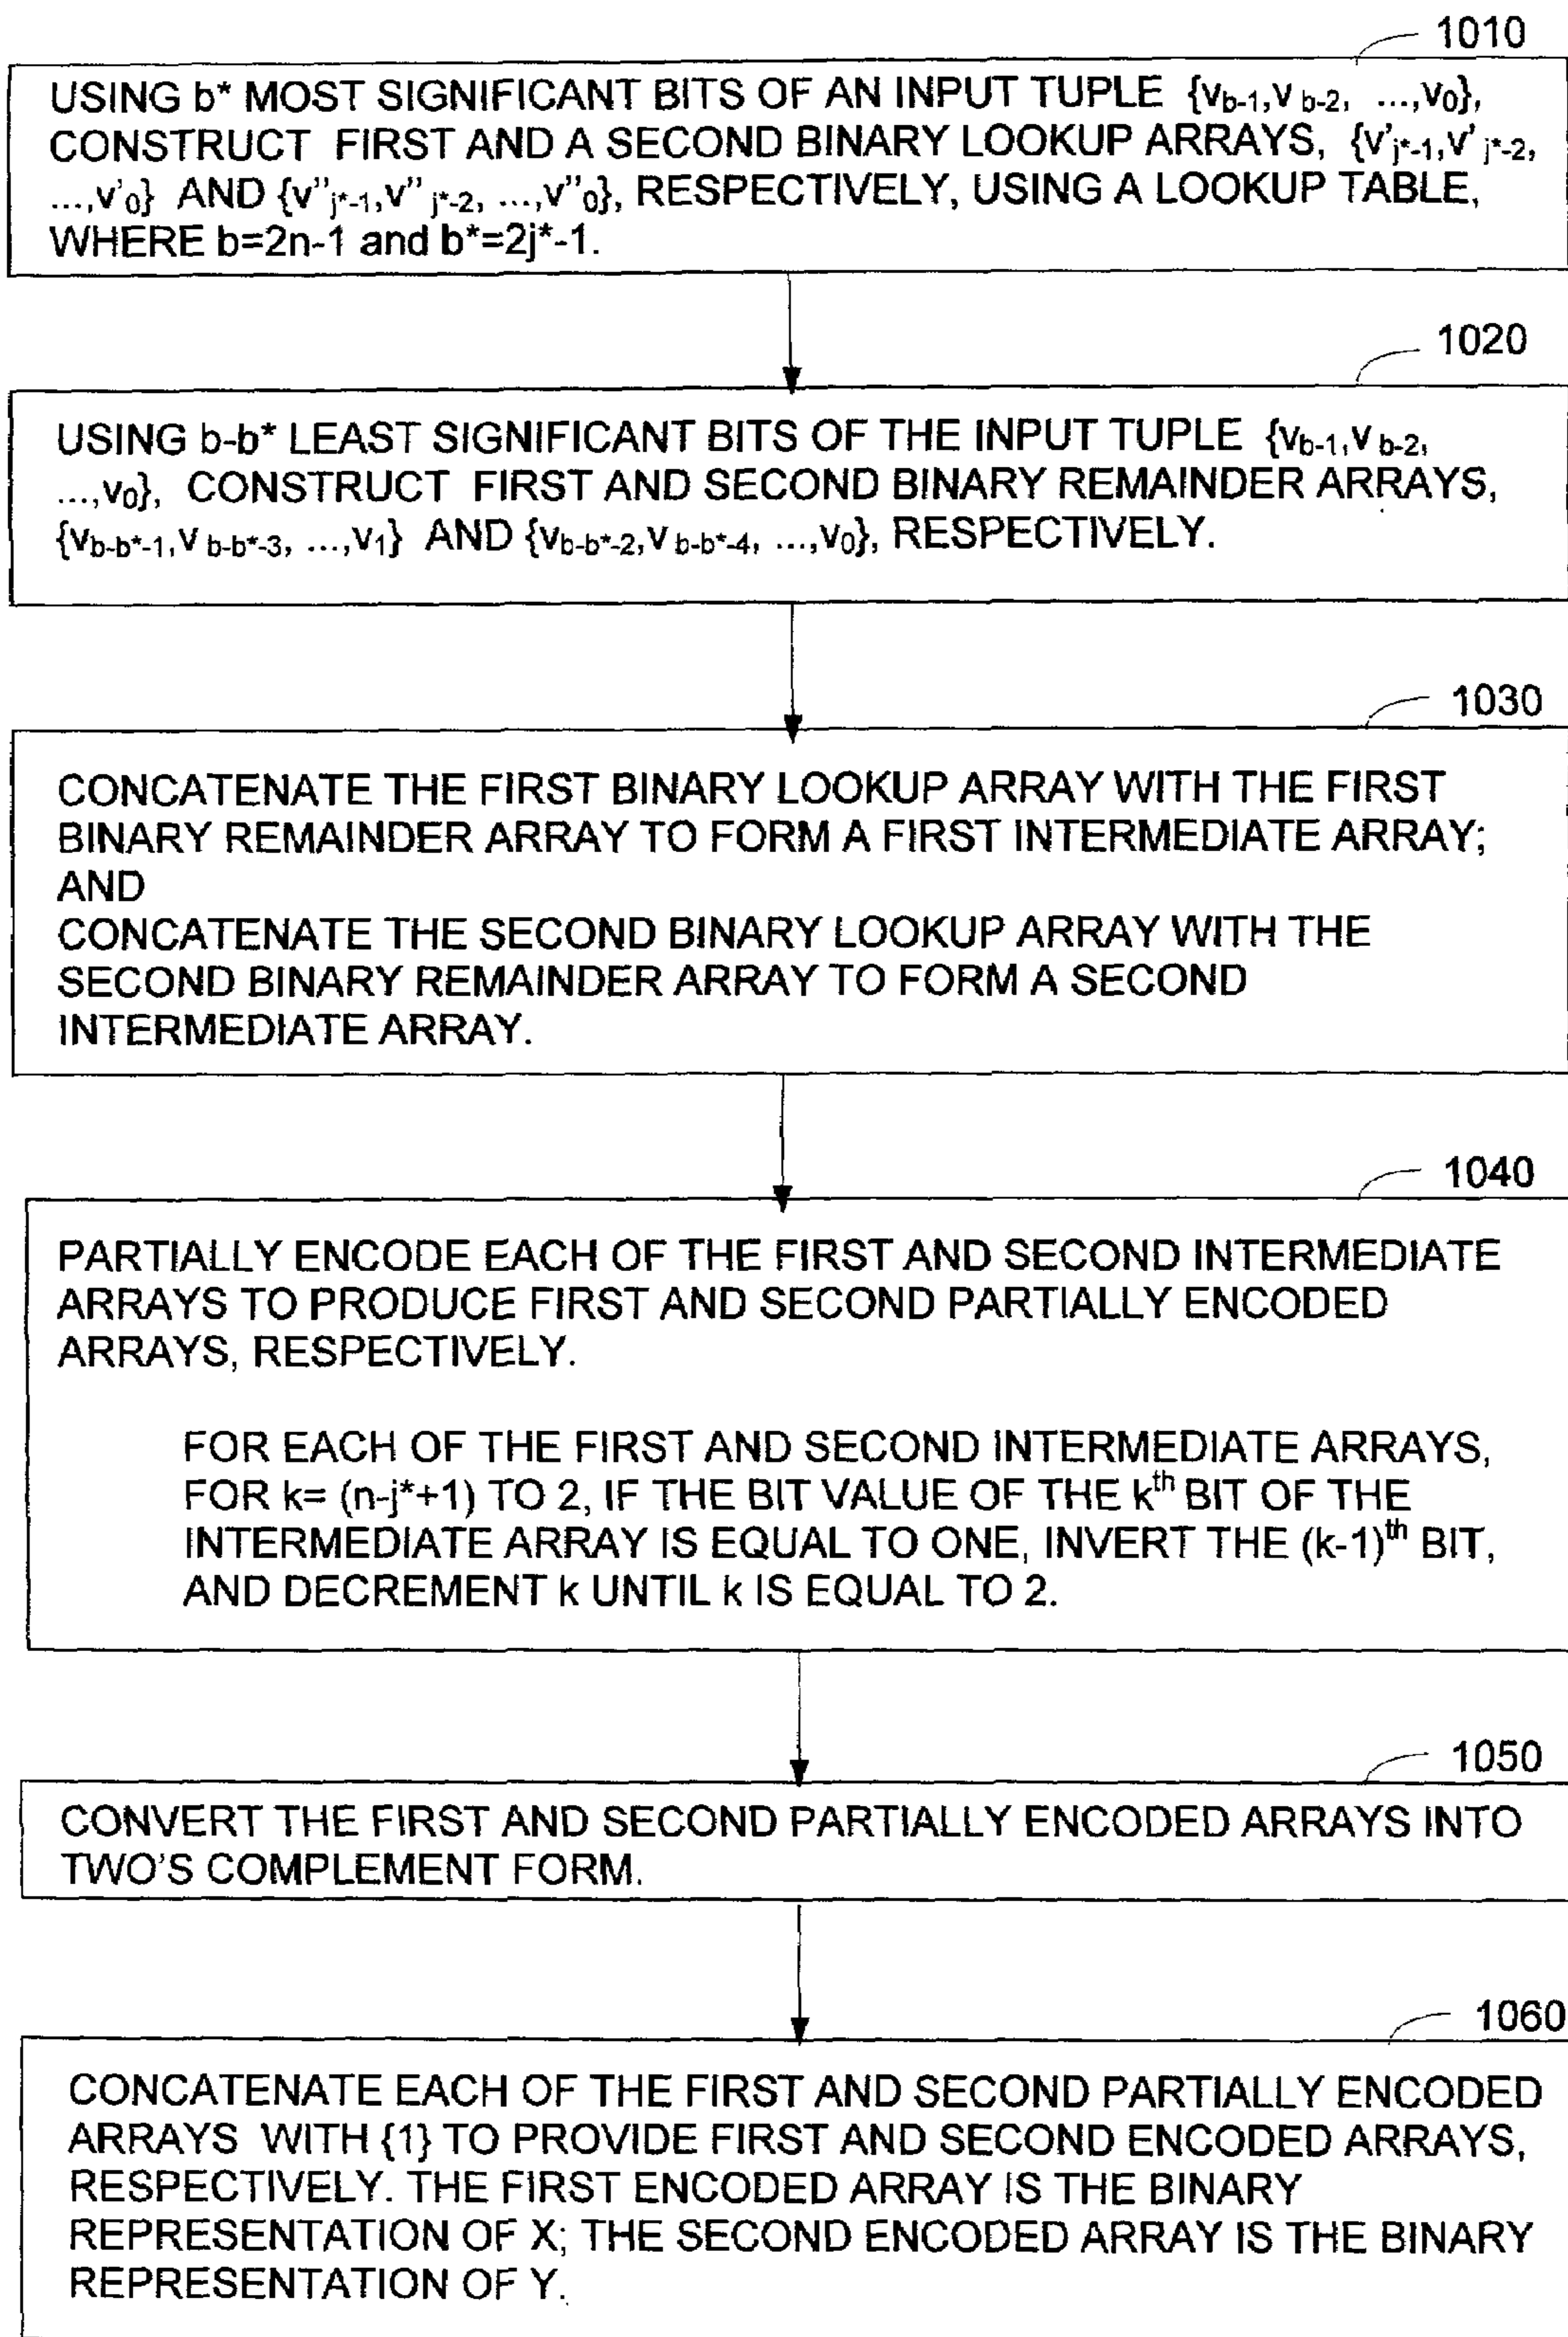 1010
USING b* MOST SIGNIFICANT BITS OF AN INPUT TUPLE {vb-1,v b-2, ...,v0},
CONSTRUCT FIRST AND A SECOND BINARY LOOKUP ARRAYS, {v'j*-1,v' j*-2,
...,v'0} AND {v''j*-1,v'' j*-2, ...,v''0}, RESPECTIVELY, USING A LOOKUP TABLE,
WHERE b=2n-1 and b*=2j*-1.
1020
USING b-b* LEAST SIGNIFICANT BITS OF THE INPUT TUPLE {vb-1,v b-2,
...,v0}, CONSTRUCT FIRST AND SECOND BINARY REMAINDER ARRAYS,
{vb-b*-1,v b-b*-3, ...,v1} AND {vb-b*-2,v b-b*-4, ...,v0}, RESPECTIVELY.
1030
CONCATENATE THE FIRST BINARY LOOKUP ARRAY WITH THE FIRST
BINARY REMAINDER ARRAY TO FORM A FIRST INTERMEDIATE ARRAY;
AND
CONCATENATE THE SECOND BINARY LOOKUP ARRAY WITH THE
SECOND BINARY REMAINDER ARRAY TO FORM A SECOND
INTERMEDIATE ARRAY.
1040
PARTIALLY ENCODE EACH OF THE FIRST AND SECOND INTERMEDIATE
ARRAYS TO PRODUCE FIRST AND SECOND PARTIALLY ENCODED
ARRAYS, RESPECTIVELY.
FOR EACH OF THE FIRST AND SECOND INTERMEDIATE ARRAYS,
FOR k= (n-j*+1) TO 2, IF THE BIT VALUE OF THE kth BIT OF THE
INTERMEDIATE ARRAY IS EQUAL TO ONE, INVERT THE (k-1)th BIT,
AND DECREMENT k UNTIL k IS EQUAL TO 2.
1050
CONVERT THE FIRST AND SECOND PARTIALLY ENCODED ARRAYS INTO
TWO'S COMPLEMENT FORM.
1060
CONCATENATE EACH OF THE FIRST AND SECOND PARTIALLY ENCODED
ARRAYS WITH {1} TO PROVIDE FIRST AND SECOND ENCODED ARRAYS,
RESPECTIVELY. THE FIRST ENCODED ARRAY IS THE BINARY
REPRESENTATION OF X; THE SECOND ENCODED ARRAY IS THE BINARY
REPRESENTATION OF Y.